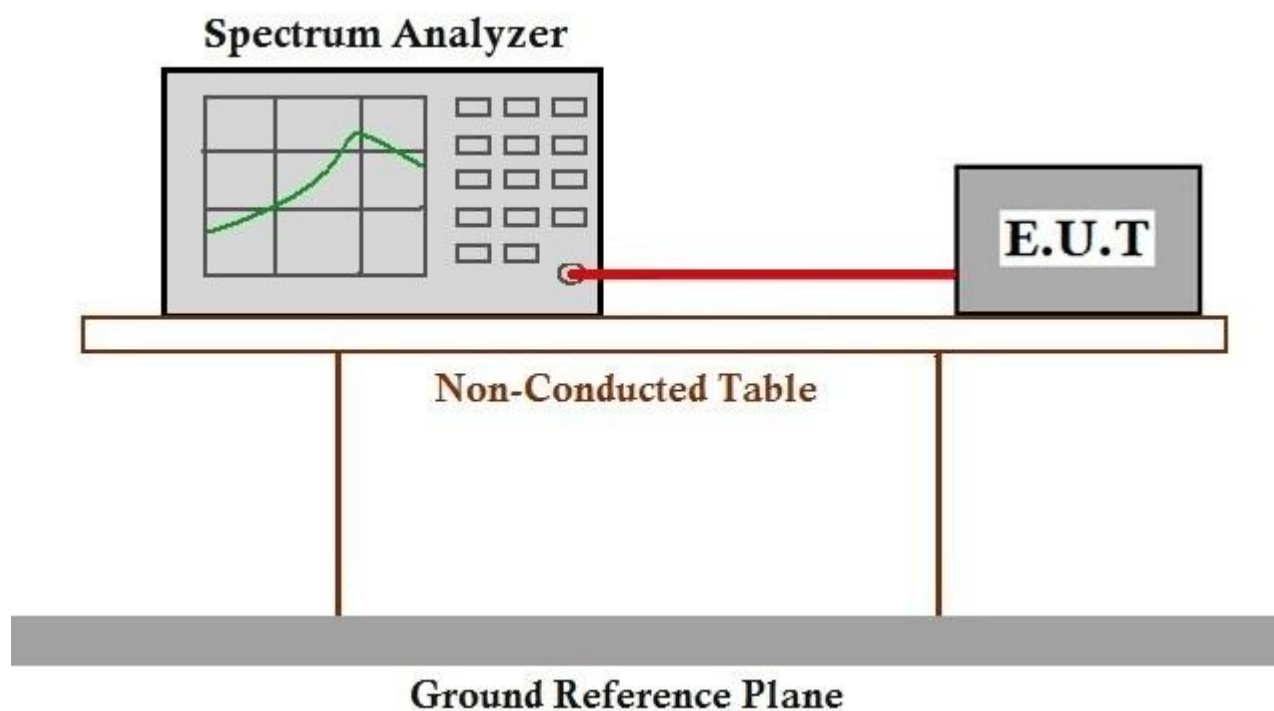 Spectrum Analyzer
E.U.T
Non-Conducted Table
Ground Reference Plane